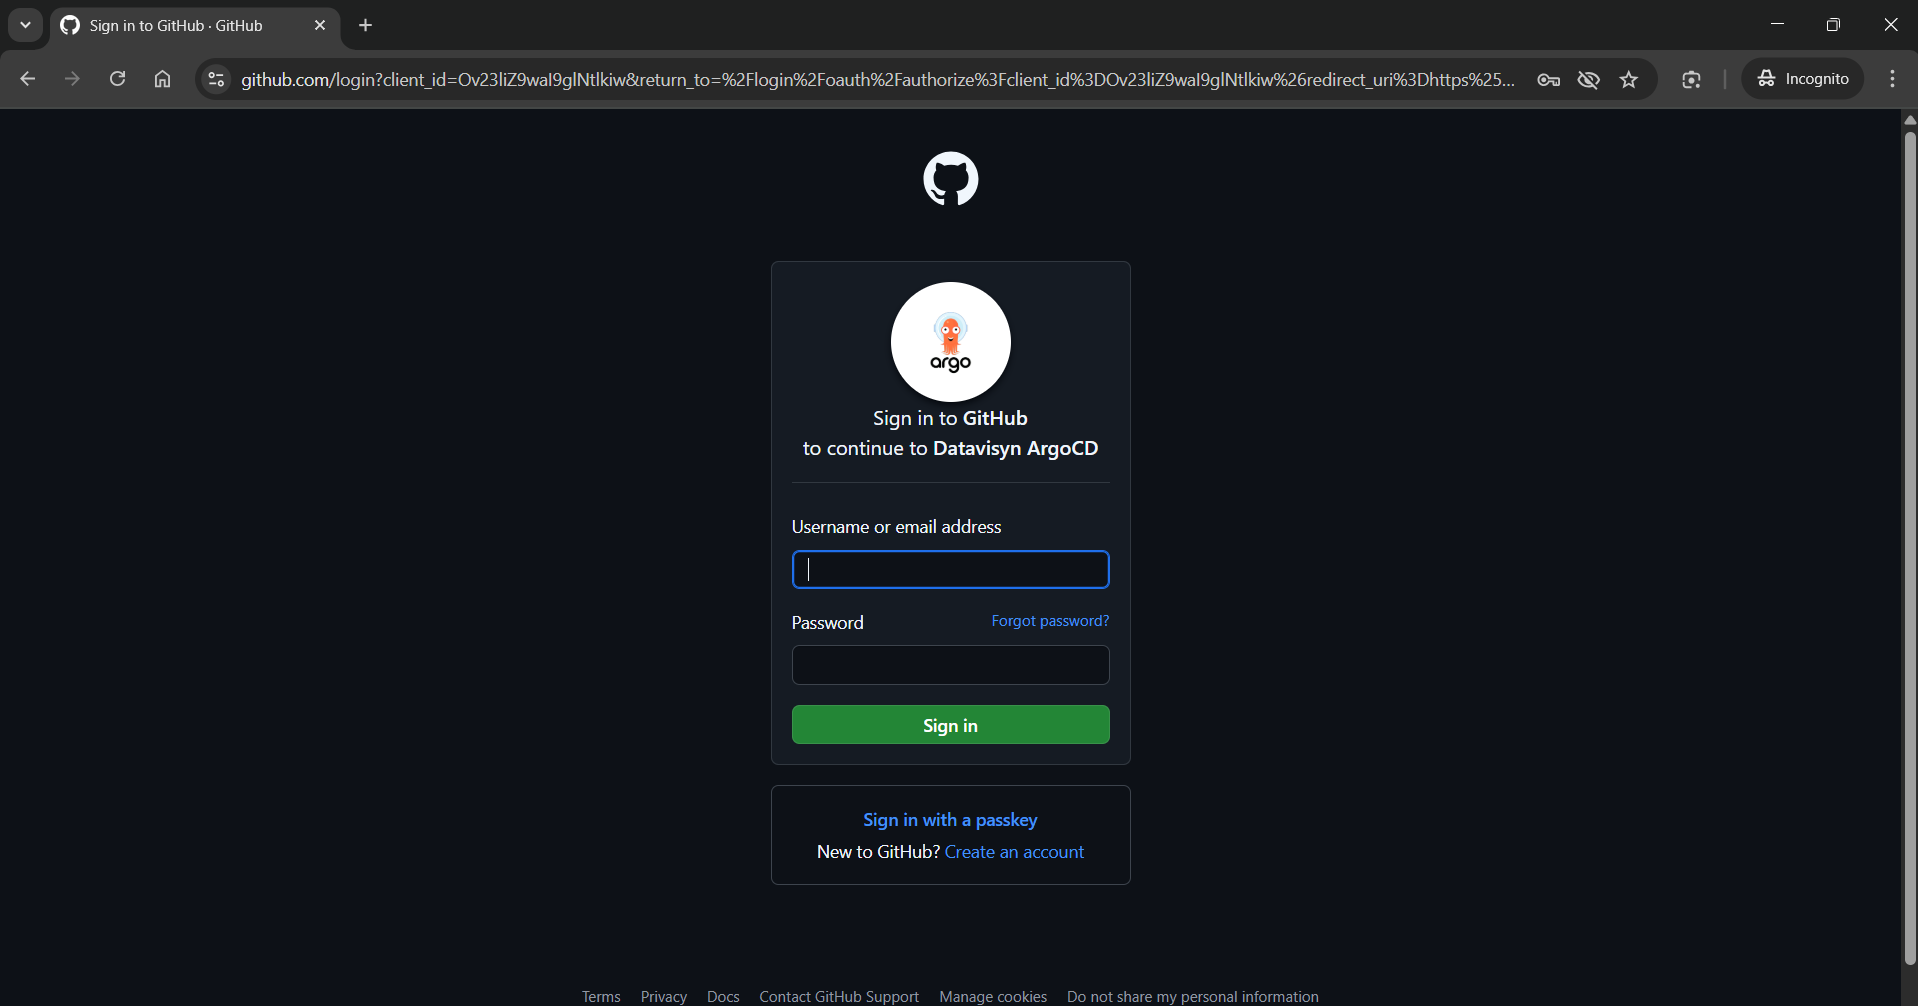 Sign in to GitHub · GitHub
github.com/login?client_id=Ov23liZ9waI9glNtlkiw&return_to=%2Flogin%2Foauth%2Fauthorize%3Fclient_id%3DOv23liZ9waI9glNtlkiw%26redirect_uri%3Dhttps%25...
Incognito
argo
Sign in to GitHub
to continue to Datavisyn ArgoCD
Username or email address
Password Forgot password?
Sign in
Sign in with a passkey
New to GitHub? Create an account
Terms Privacy Docs Contact GitHub Support Manage cookies Do not share my personal information